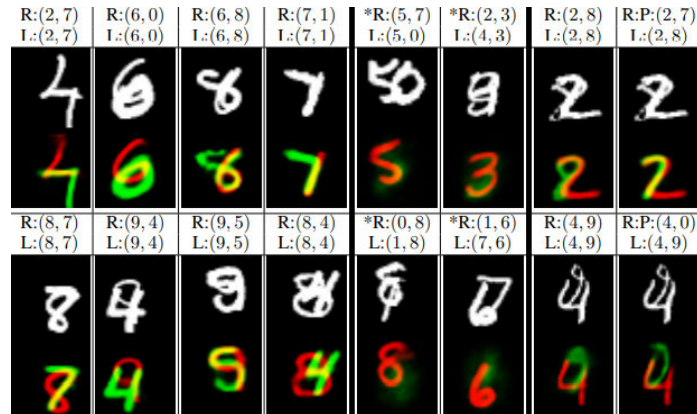 R:(2, 7) R:(6, 0) R:(6, 8) R:(7, 1) *R:(5, 7) *R:(2, 3) R:(2, 8) R:P:(2, 7)
L:(2, 7) L:(6, 0) L:(6, 8) L:(7, 1) L:(5, 0) L:(4, 3) L:(2, 8) L:(2, 8)
R:(8, 7) R:(9, 4) R:(9, 5) R:(8, 4) *R:(0, 8) *R:(1, 6) R:(4, 9) R:P:(4, 0)
L:(8, 7) L:(9, 4) L:(9, 5) L:(8, 4) L:(1, 8) L:(7, 6) L:(4, 9) L:(4, 9)